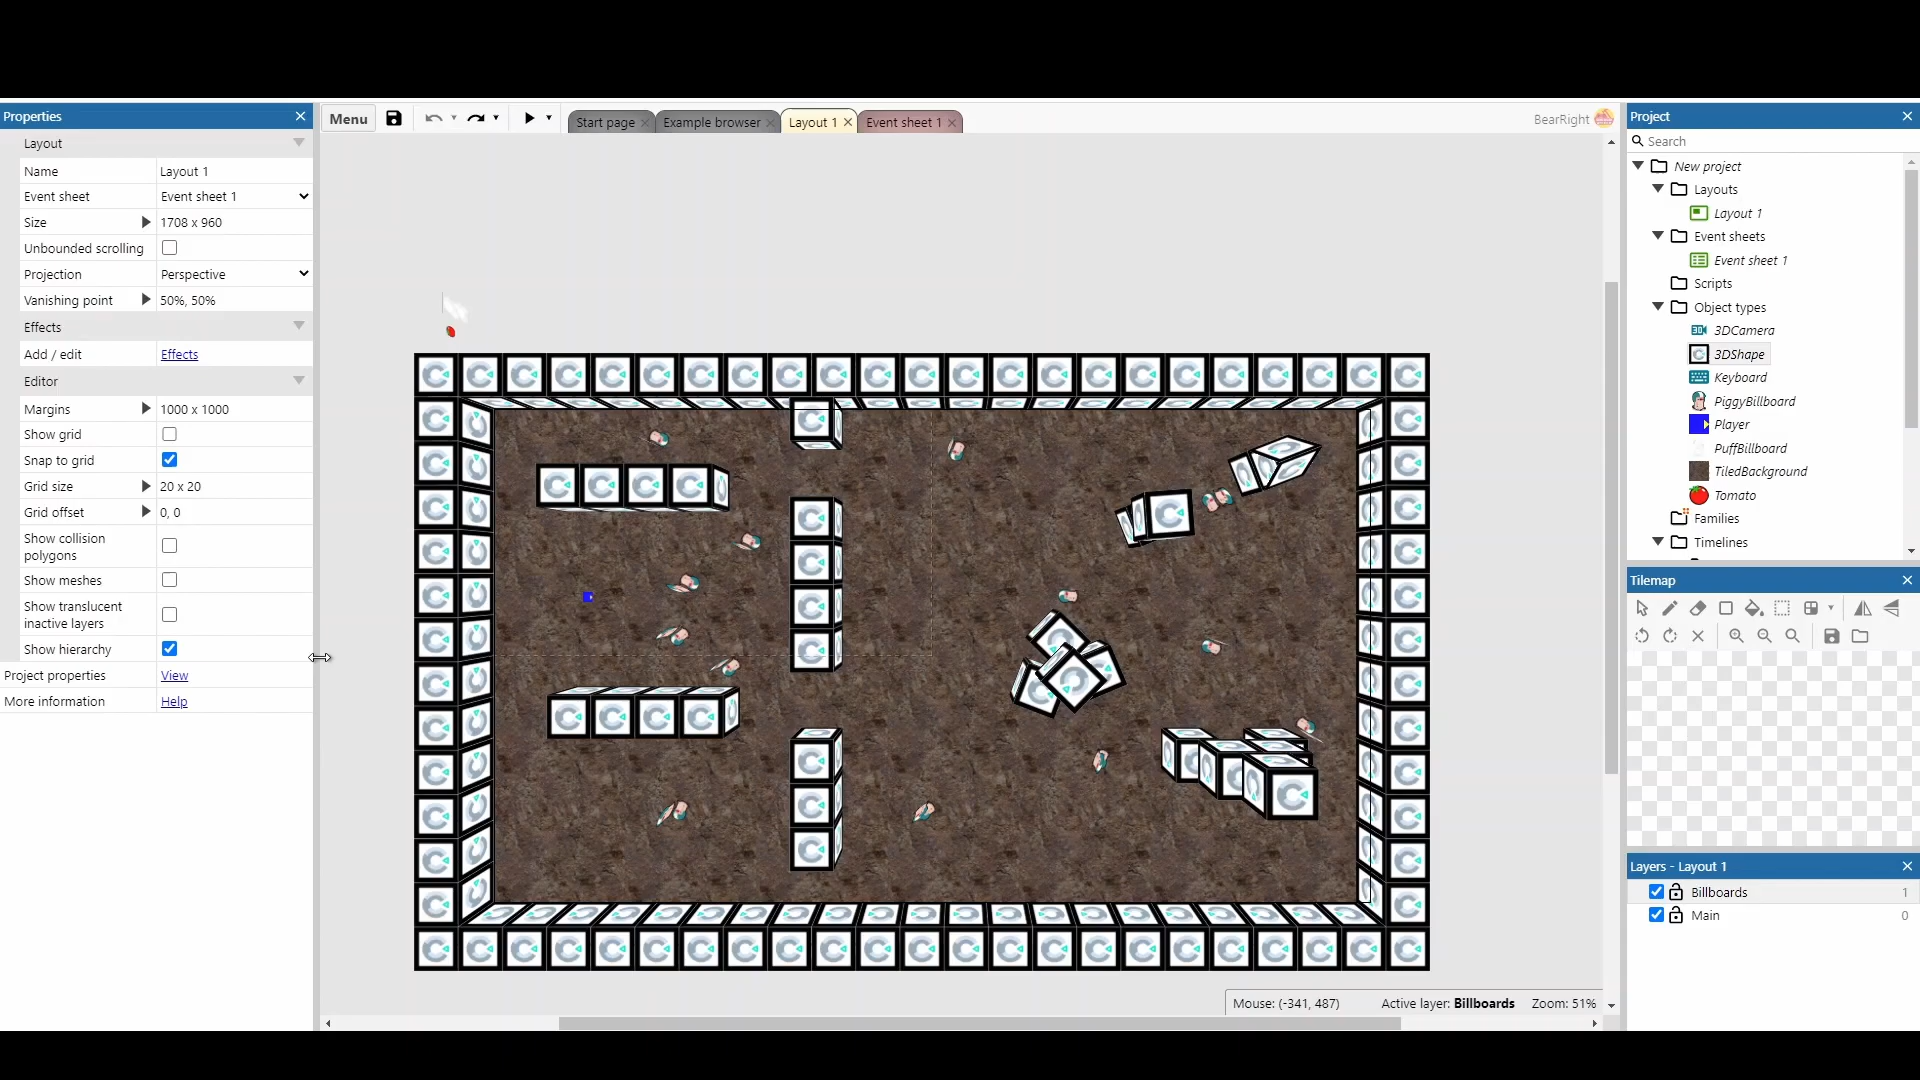 Properties
Layout
Name Layout 1
Event sheet Event sheet 1
Size 1708 x 960
Unbounded scrolling
Projection Perspective
Vanishing point 50%, 50%
Effects
Add / edit Effects
Editor
Margins 1000 x 1000
Show grid
Snap to grid
Grid size 20 x 20
Grid offset 0, 0
Show collision
polygons
Show meshes
Show translucent
inactive layers
Show hierarchy
Project properties View
More information Help
Menu
Start page Example browser Layout 1 Event sheet 1
BearRight
Mouse: (-341, 487) Active layer: Billboards Zoom: 51%
Project
Search
New project
Layouts
Layout 1
Event sheets
Event sheet 1
Scripts
Object types
3DCamera
3DShape
Keyboard
PiggyBillboard
Player
PuffBillboard
TiledBackground
Tomato
Families
Timelines
Tilemap
Layers - Layout 1
Billboards 1
Main 0